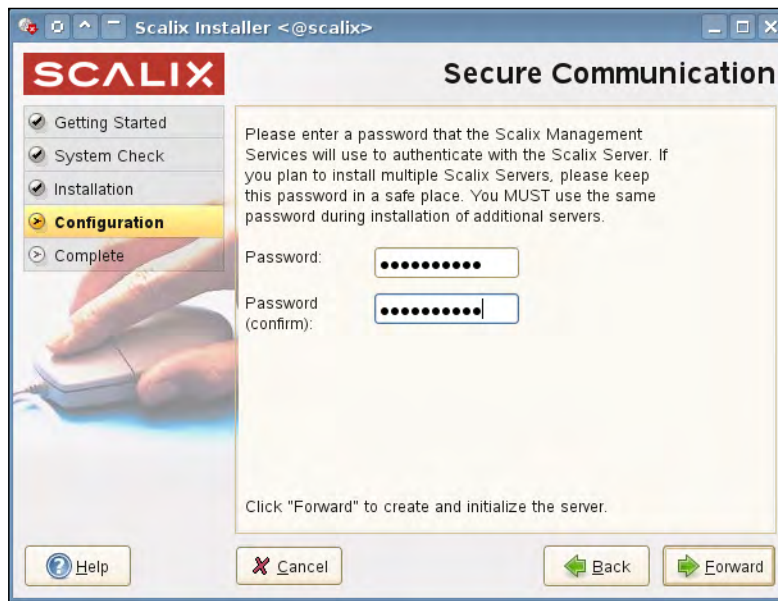 Scalix Installer <@scalix>
SCALIX
Secure Communication
Getting Started
System Check
Installation
Configuration
Complete
Please enter a password that the Scalix Management
Services will use to authenticate with the Scalix Server. If
you plan to install multiple Scalix Servers, please keep
this password in a safe place. You MUST use the same
password during installation of additional servers.
Password:
Password
(confirm):
Click "Forward" to create and initialize the server.
Help
Cancel
Back
Forward